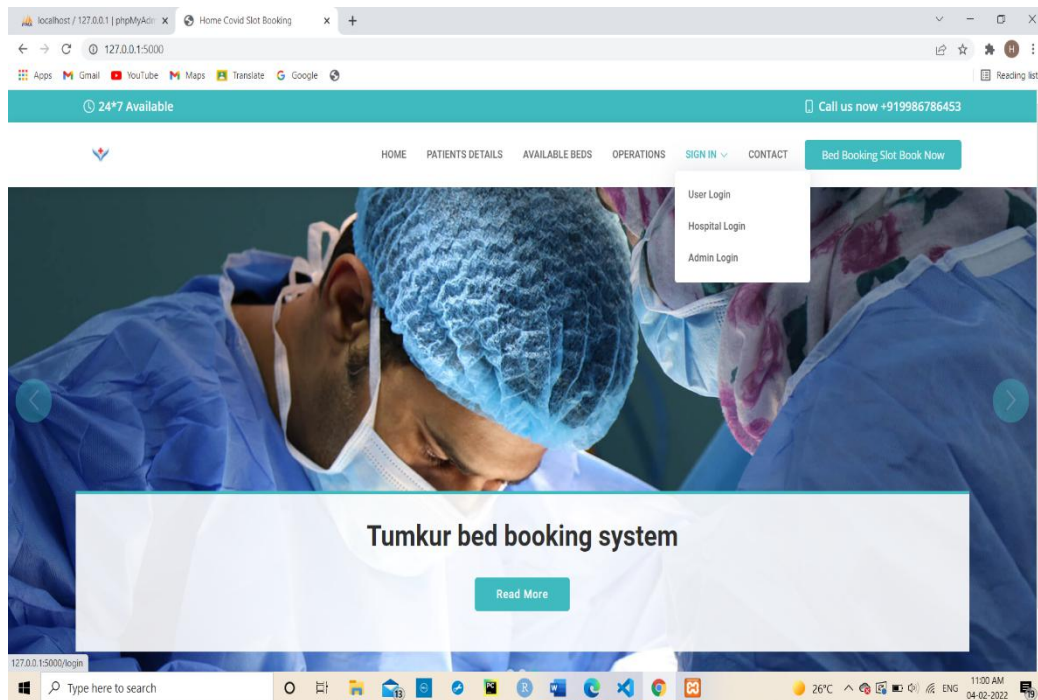 localhost / 127.0.0.1 | phpMyAdm
Home Covid Slot Booking
127.0.0.1:5000
H
Apps Gmail YouTube Maps Translate Google Reading list
24*7 Available
Call us now +919986786453
HOME PATIENTS DETAILS AVAILABLE BEDS OPERATIONS SIGN IN CONTACT Bed Booking Slot Book Now
User Login
Hospital Login
Admin Login
Tumkur bed booking system
Read More
127.0.0.1:5000/login
Type here to search
26°C ENG
11:00 AM
04-02-2022